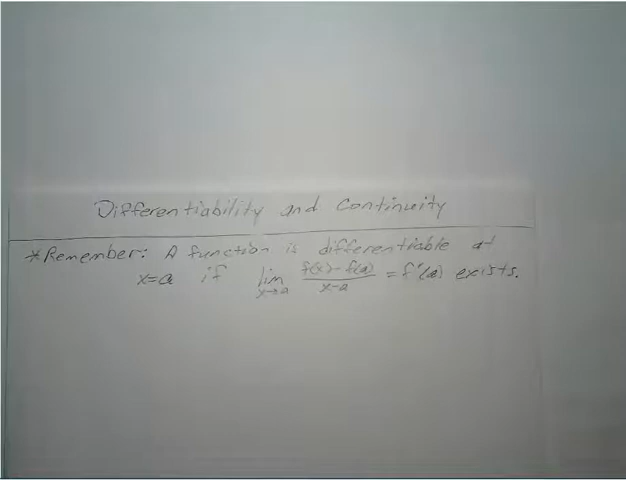 Differentiability and Continuity
*Remember: A function is differentiable at
x=a if lim x→a f(x)-f(a) / x-a = f'(a) exists.